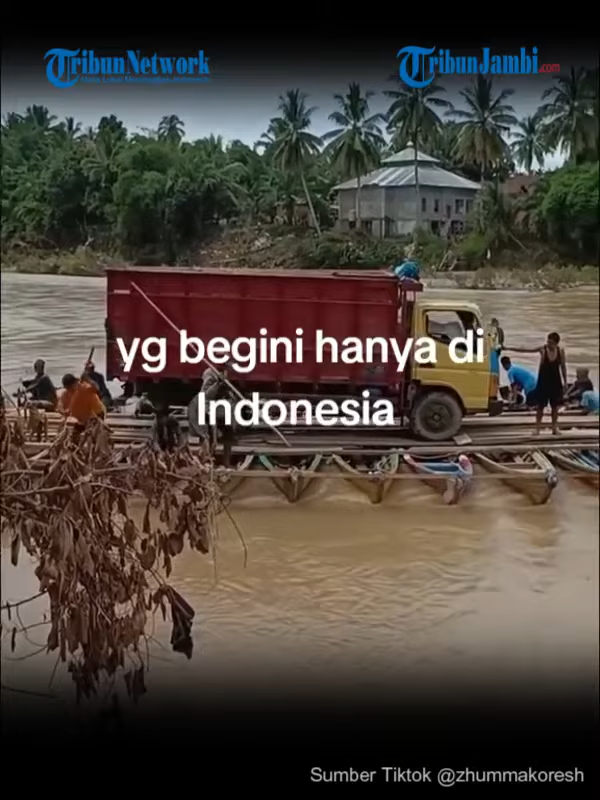 TribunNetwork
TribunJambi.com
yg begini hanya di
Indonesia
Sumber Tiktok @zhummakoresh